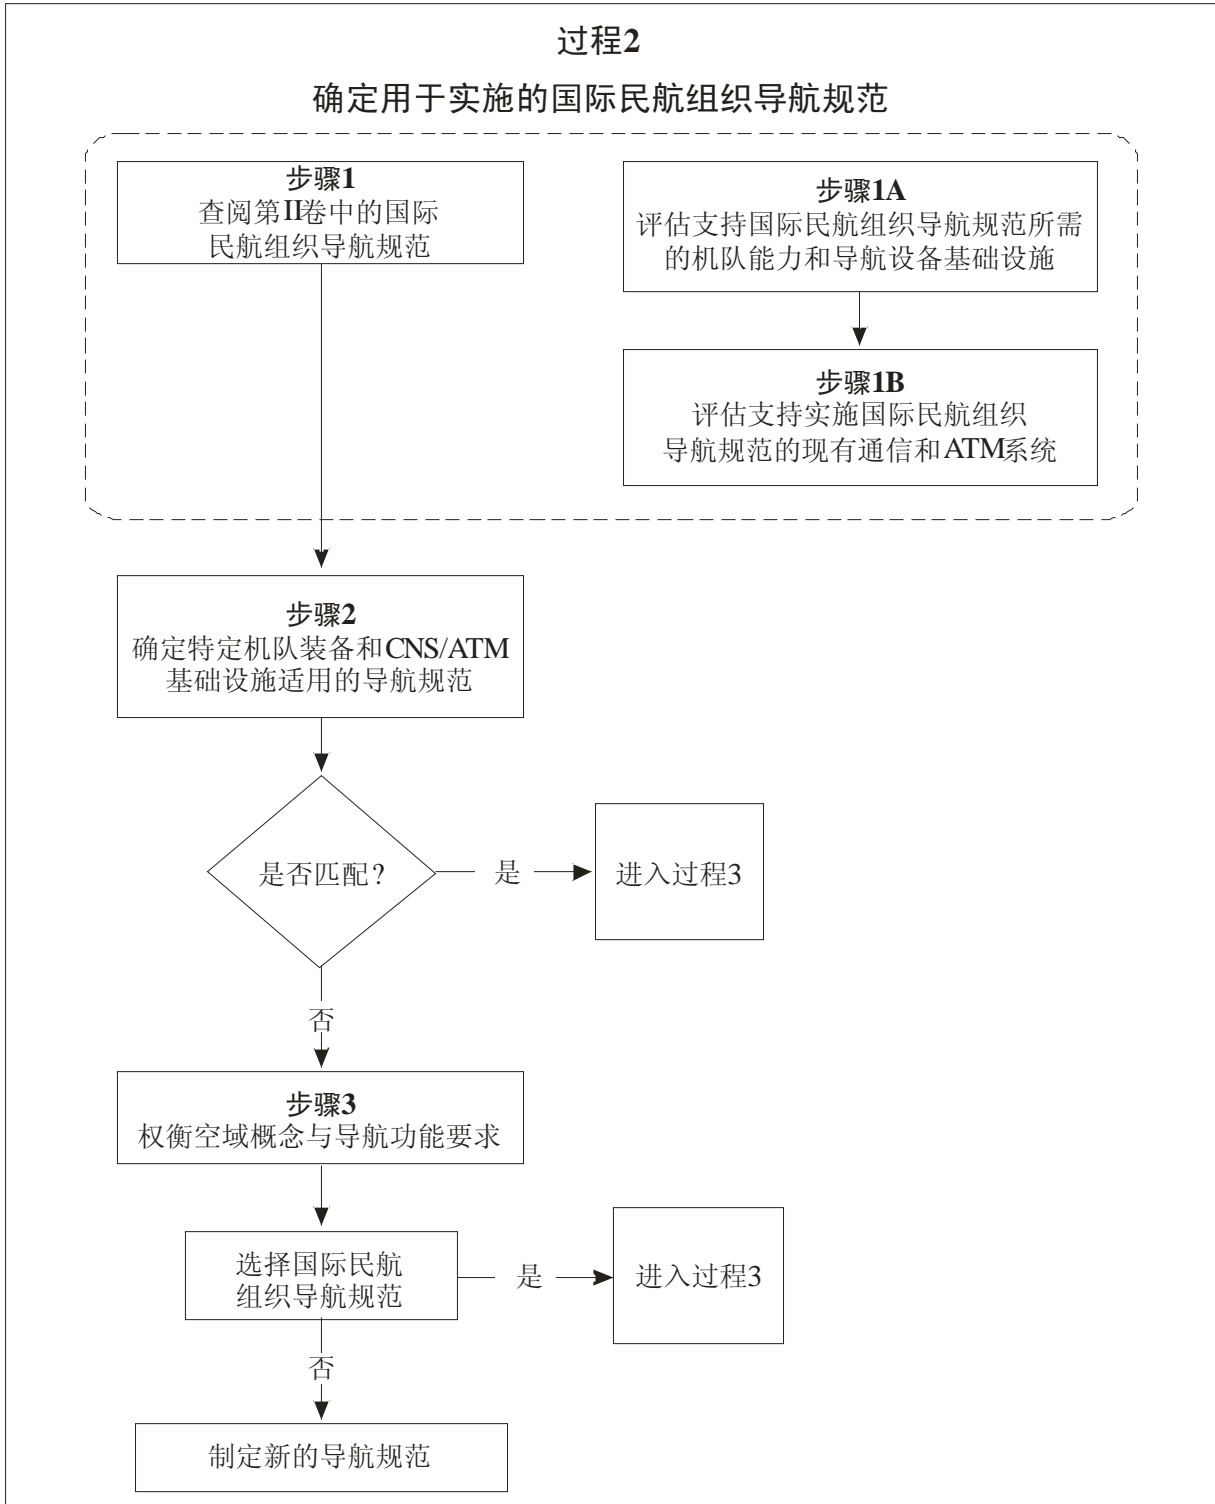 过程2
确定用于实施的国际民航组织导航规范
步骤1
查阅第II卷中的国际
民航组织导航规范
步骤1A
评估支持国际民航组织导航规范所需
的机队能力和导航设备基础设施
步骤1B
评估支持实施国际民航组织
导航规范的现有通信和ATM系统
步骤2
确定特定机队装备和CNS/ATM
基础设施适用的导航规范
是否匹配?
是
进入过程3
否
步骤3
权衡空域概念与导航功能要求
选择国际民航
组织导航规范
是
进入过程3
否
制定新的导航规范